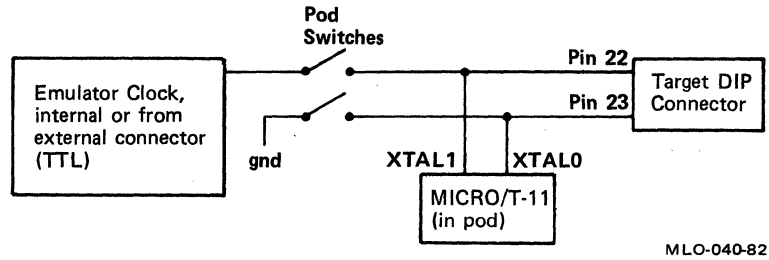 Pod
Switches
Pin 22
Emulator Clock,
internal or from
external connector
(TTL)
Target DIP
Connector
Pin 23
gnd
XTAL1
XTAL0
MICRO/T-11
(in pod)
MLO-040-82